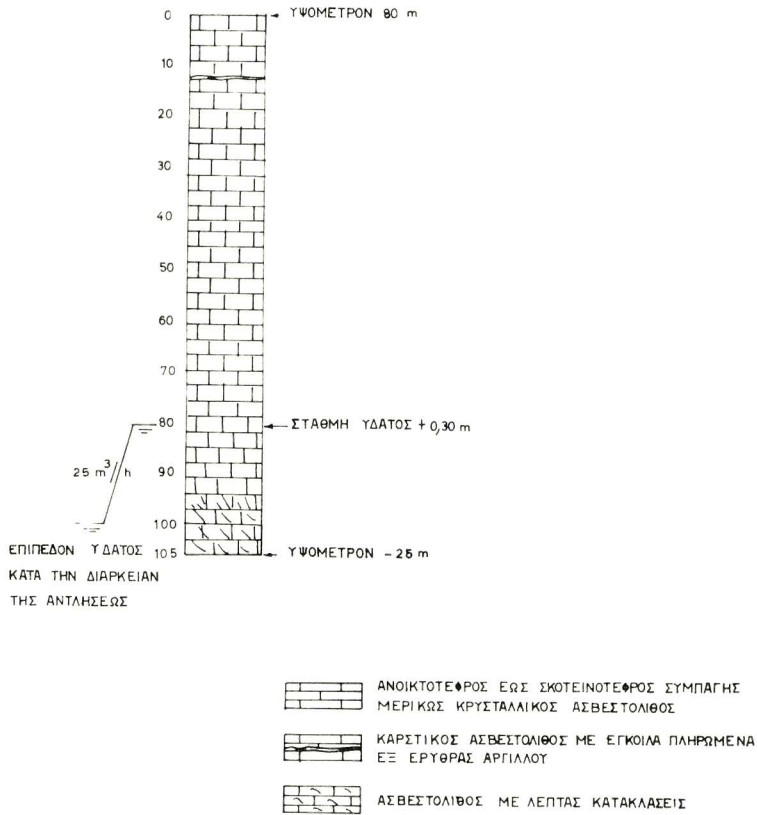 0
ΥΨΟΜΕΤΡΟΝ 80 m
10
20
30
40
50
60
70
80
ΣΤΑΘΜΗ ΥΔΑΤΟΣ + 0,30 m
25 m³/h
90
100
105
ΥΨΟΜΕΤΡΟΝ - 25 m
ΕΠΙΠΕΔΟΝ ΥΔΑΤΟΣ
ΚΑΤΑ ΤΗΝ ΔΙΑΡΚΕΙΑΝ
ΤΗΣ ΑΝΤΛΗΣΕΩΣ
ΑΝΟΙΚΤΟΤΕΦΡΟΣ ΕΩΣ ΣΚΟΤΕΙΝΟΤΕΦΡΟΣ ΣΥΜΠΑΓΗΣ
ΜΕΡΙΚΩΣ ΚΡΥΣΤΑΛΛΙΚΟΣ ΑΣΒΕΣΤΟΛΙΘΟΣ
ΚΑΡΣΤΙΚΟΣ ΑΣΒΕΣΤΟΛΙΘΟΣ ΜΕ ΕΓΚΟΙΛΑ ΠΛΗΡΩΜΕΝΑ
ΕΞ ΕΡΥΘΡΑΣ ΑΡΓΙΛΛΟΥ
ΑΣΒΕΣΤΟΛΙΘΟΣ ΜΕ ΛΕΠΤΑΣ ΚΑΤΑΚΛΑΣΕΙΣ